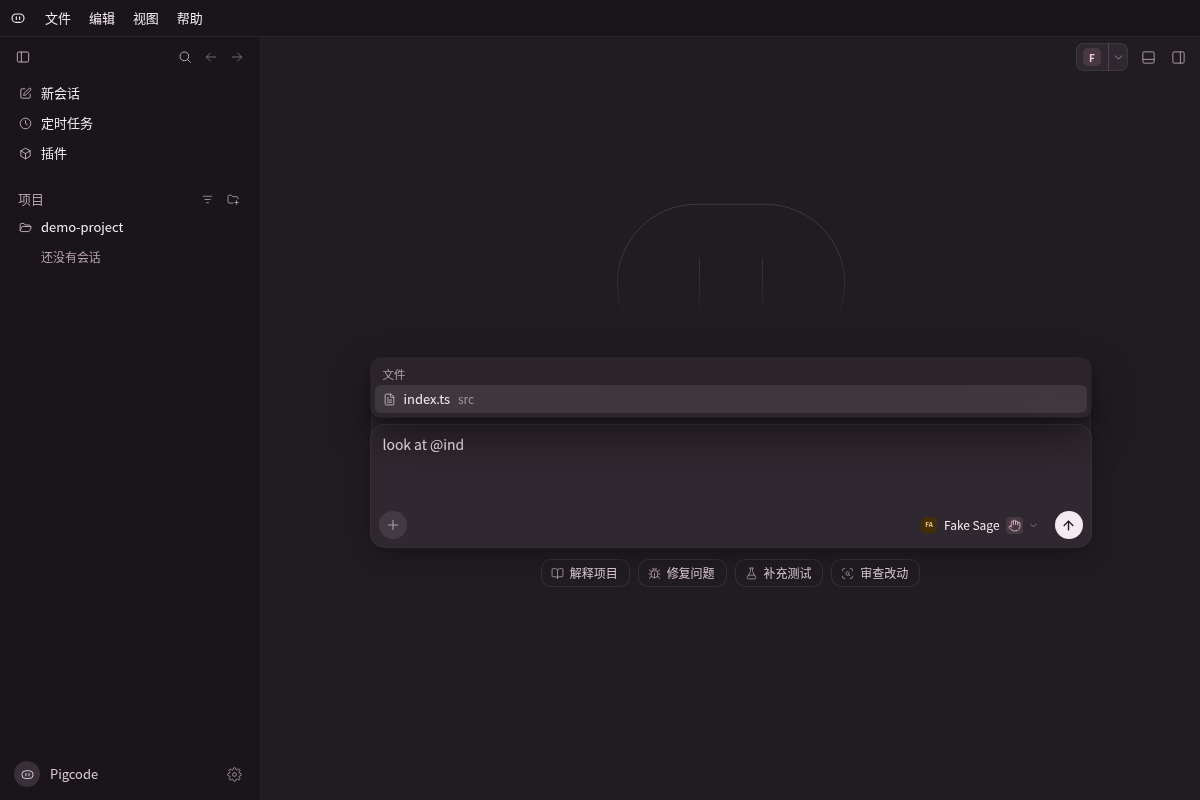 文件 编辑 视图 帮助
F
新会话
定时任务
插件
项目
demo-project
还没有会话
文件
index.ts src
look at @ind
FA Fake Sage
解释项目 修复问题 补充测试 审查改动
Pigcode